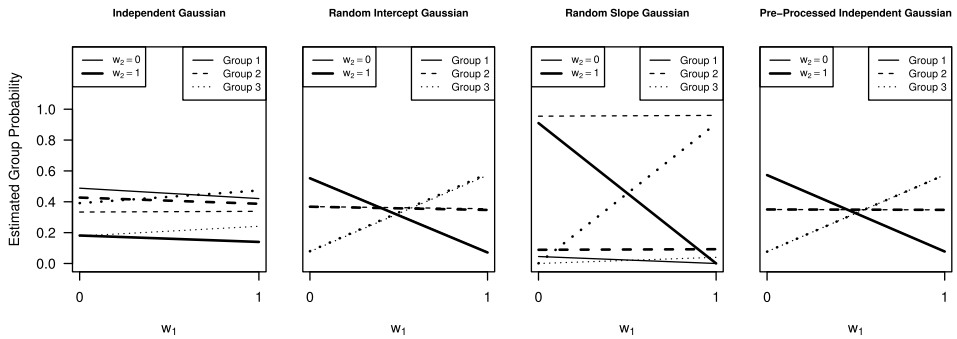 Independent Gaussian
Random Intercept Gaussian
Random Slope Gaussian
Pre−Processed Independent Gaussian
Estimated Group Probability
1.0
0.8
0.6
0.4
0.2
0.0
w2 = 0
w2 = 1
Group 1
Group 2
Group 3
0
1
w1
w2 = 0
w2 = 1
Group 1
Group 2
Group 3
0
1
w1
w2 = 0
w2 = 1
Group 1
Group 2
Group 3
0
1
w1
w2 = 0
w2 = 1
Group 1
Group 2
Group 3
0
1
w1